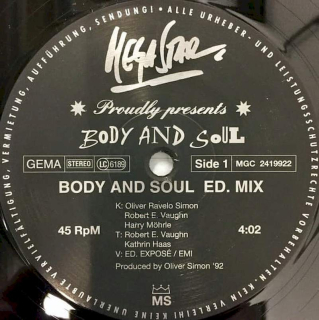 ALLE URHEBER- UND LEISTUNGSSCHUTZRECHTE VORBEHALTEN. KEIN VERLEIH! KEINE UNERLAUBTE VERVIELFÄLTIGUNG, VERMIETUNG, AUFFÜHRUNG, SENDUNG!
MEGA STAR
Proudly presents
BODY AND SOUL
GEMA STEREO LC 6189 Side 1 MGC 2419922
BODY AND SOUL ED. MIX
K: Oliver Ravelo Simon
Robert E. Vaughn
Harry Möhrle
45 RpM T: Robert E. Vaughn 4:02
Kathrin Haas
V: ED. EXPOSÉ / EMI
Produced by Oliver Simon '92
MS